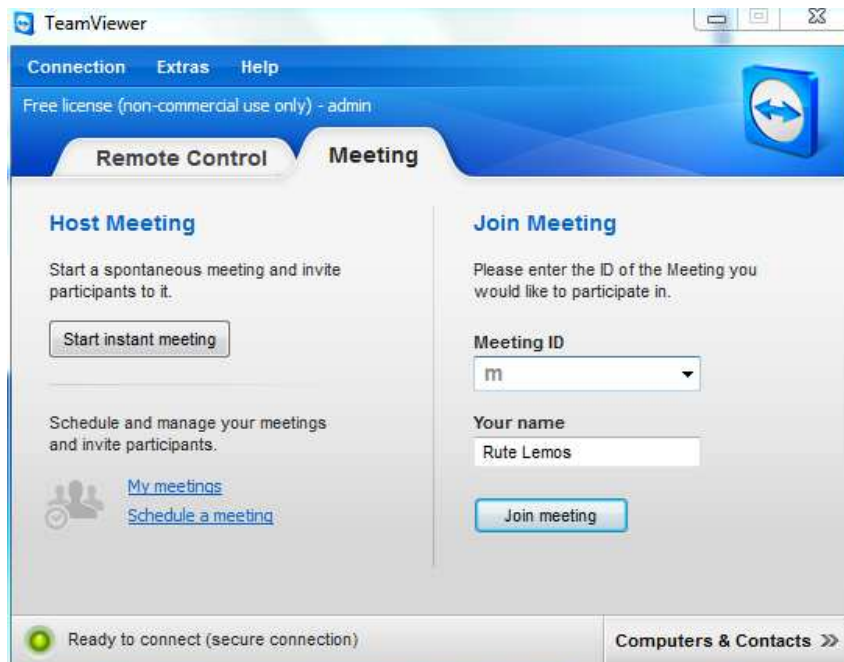 TeamViewer
Connection Extras Help
Free license (non-commercial use only) - admin
Remote Control Meeting
Host Meeting
Start a spontaneous meeting and invite
participants to it.
Start instant meeting
Schedule and manage your meetings
and invite participants.
My meetings
Schedule a meeting
Join Meeting
Please enter the ID of the Meeting you
would like to participate in.
Meeting ID
m
Your name
Rute Lemos
Join meeting
Ready to connect (secure connection)
Computers & Contacts >>